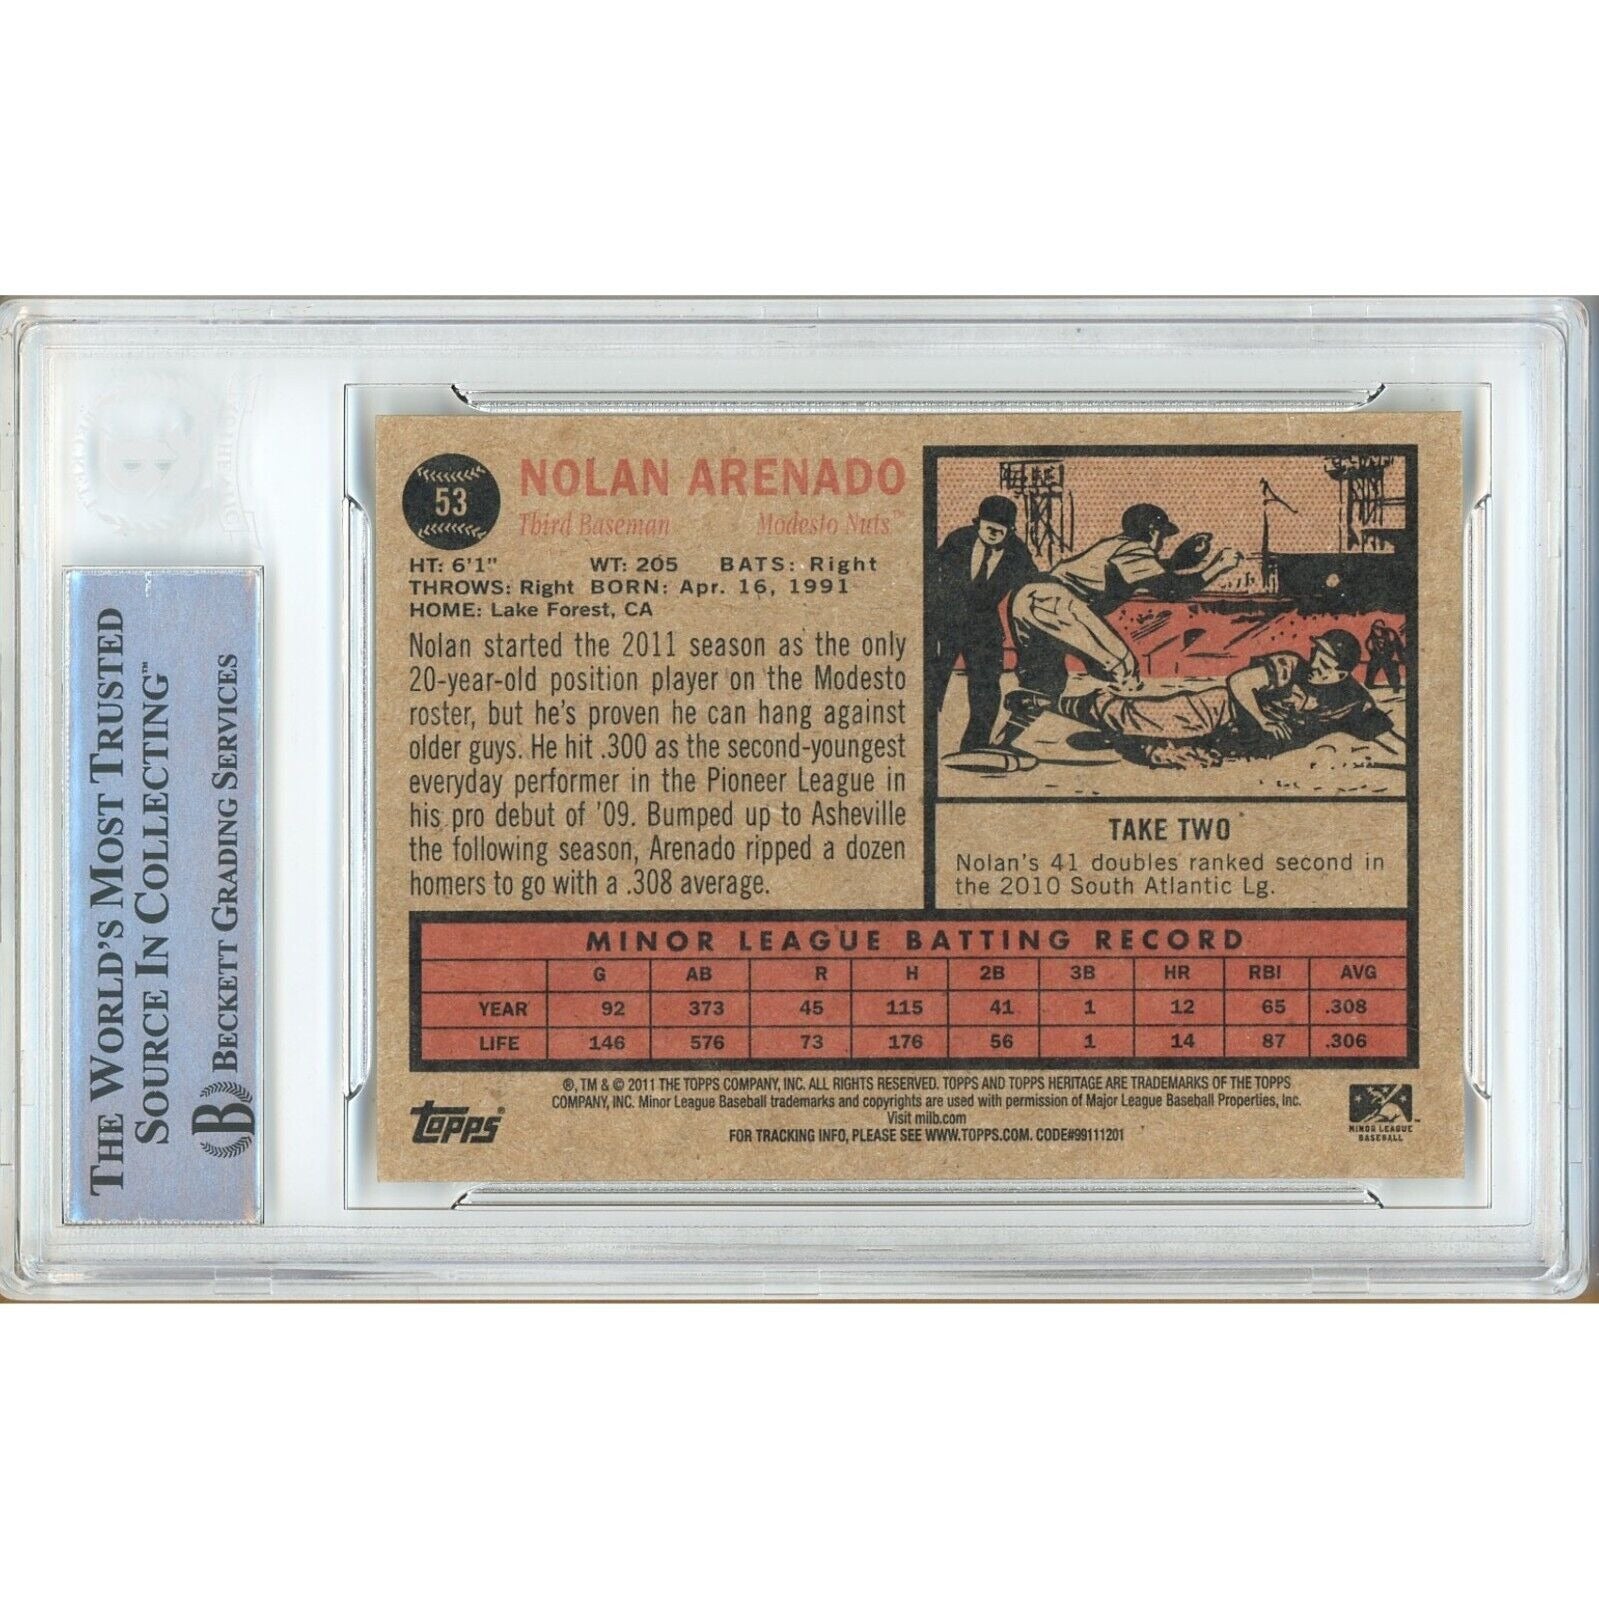 THE WORLD'S MOST TRUSTED
SOURCE IN COLLECTING™
BECKETT GRADING SERVICES
B
53
NOLAN ARENADO
Third Baseman Modesto Nuts™
HT: 6'1" WT: 205 BATS: Right
THROWS: Right BORN: Apr. 16, 1991
HOME: Lake Forest, CA
Nolan started the 2011 season as the only
20-year-old position player on the Modesto
roster, but he's proven he can hang against
older guys. He hit .300 as the second-youngest
everyday performer in the Pioneer League in
his pro debut of '09. Bumped up to Asheville
the following season, Arenado ripped a dozen
homers to go with a .308 average.
TAKE TWO
Nolan's 41 doubles ranked second in
the 2010 South Atlantic Lg.
MINOR LEAGUE BATTING RECORD
G AB R H 2B 3B HR RBI AVG
YEAR 92 373 45 115 41 1 12 65 .308
LIFE 146 576 73 176 56 1 14 87 .306
®, TM & © 2011 THE TOPPS COMPANY, INC. ALL RIGHTS RESERVED. TOPPS AND TOPPS HERITAGE ARE TRADEMARKS OF THE TOPPS
COMPANY, INC. Minor League Baseball trademarks and copyrights are used with permission of Major League Baseball Properties, Inc.
Visit milb.com
FOR TRACKING INFO, PLEASE SEE WWW.TOPPS.COM. CODE#99111201
topps®
MINOR LEAGUE
BASEBALL™